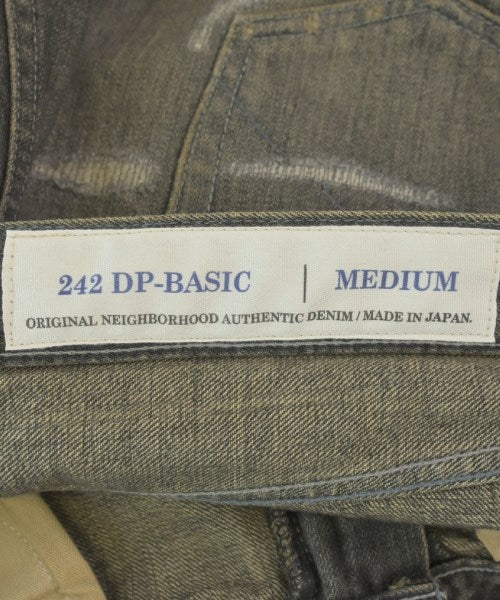 242 DP-BASIC | MEDIUM
ORIGINAL NEIGHBORHOOD AUTHENTIC DENIM / MADE IN JAPAN.